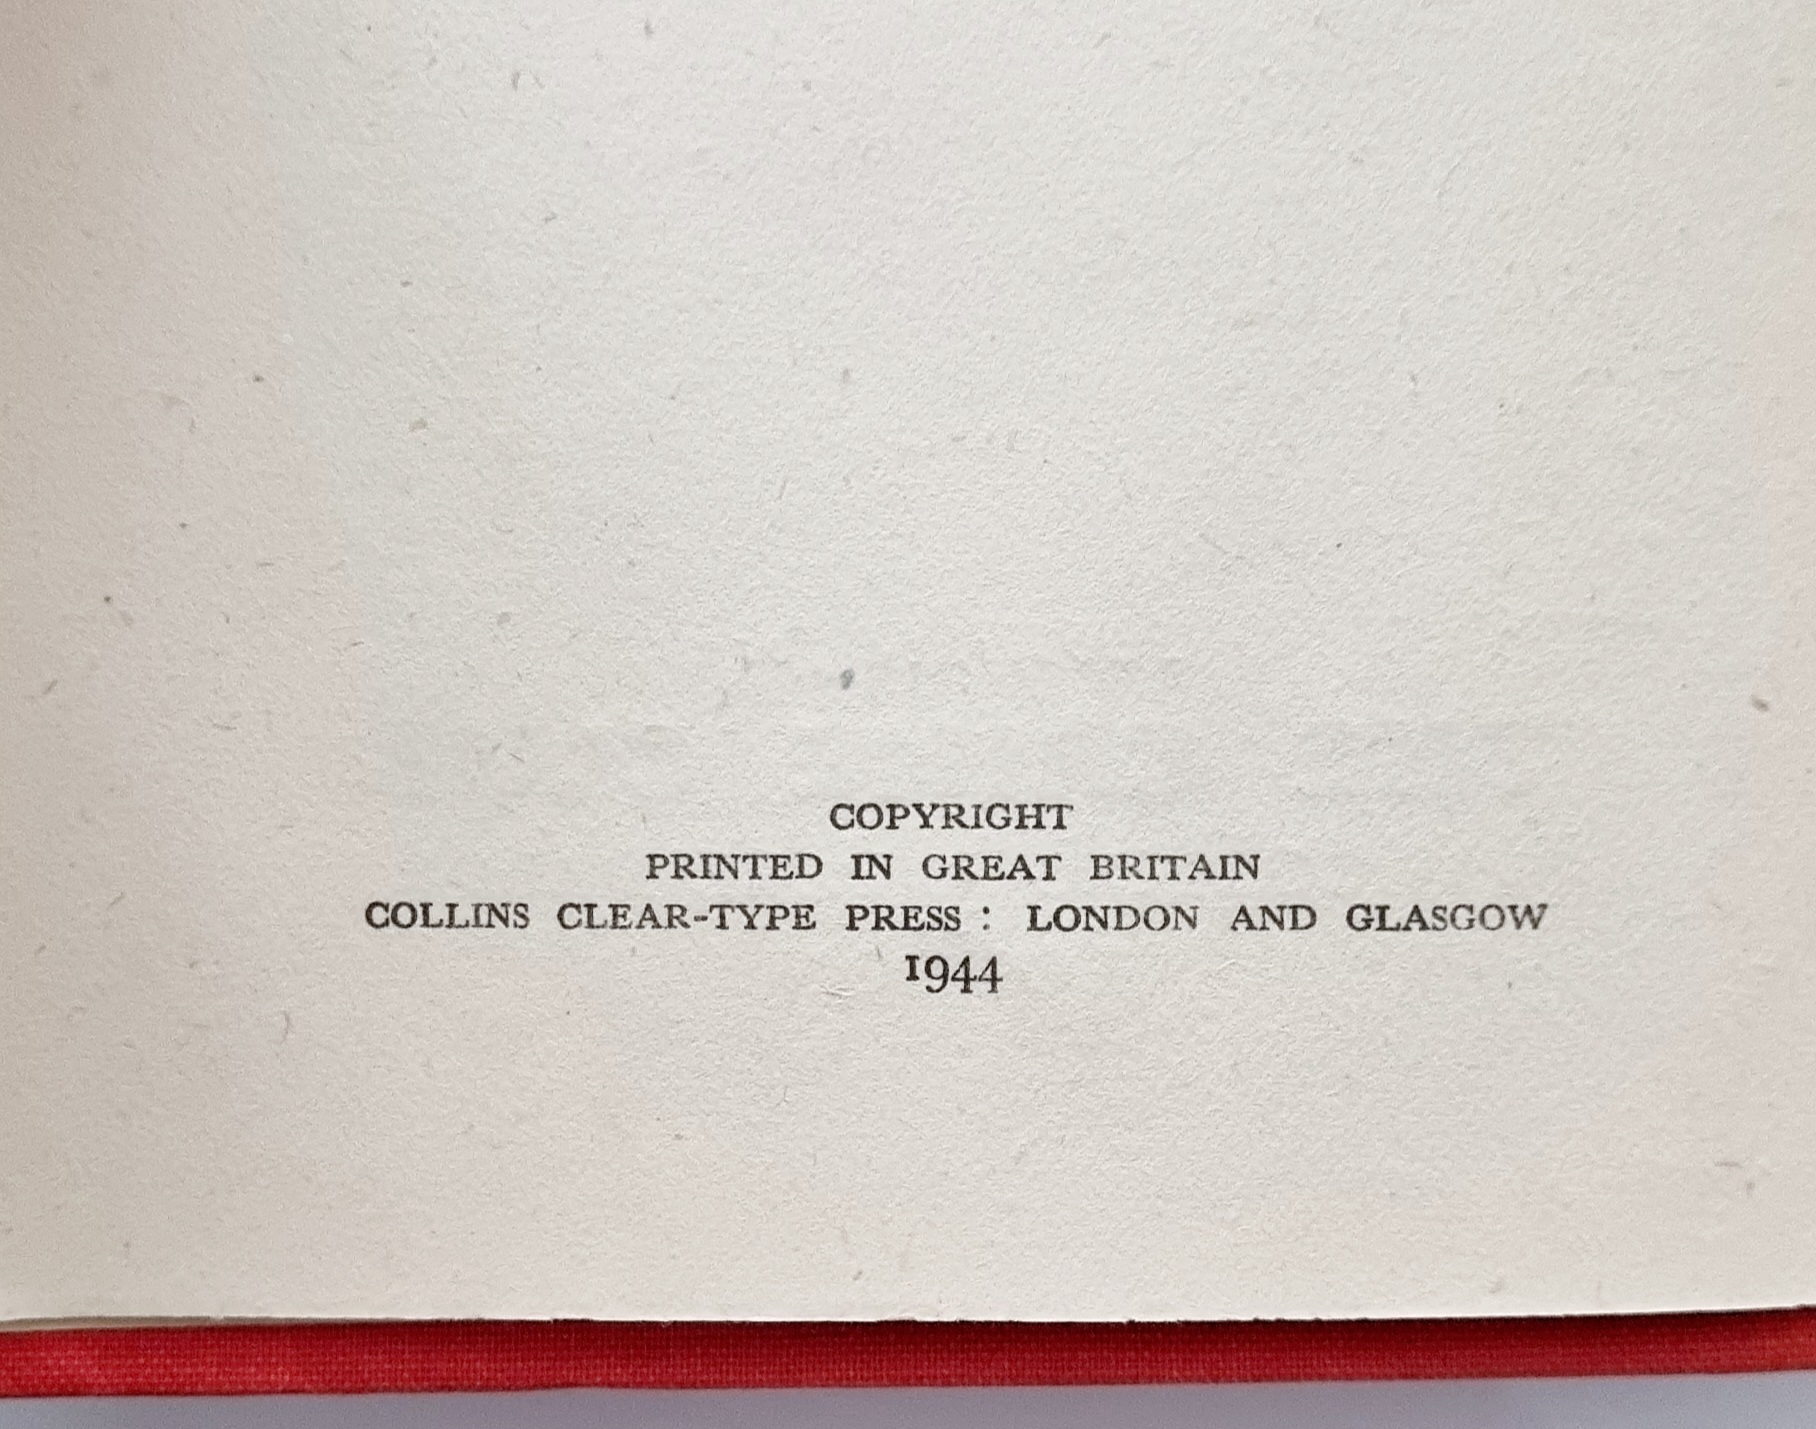 COPYRIGHT
PRINTED IN GREAT BRITAIN
COLLINS CLEAR-TYPE PRESS : LONDON AND GLASGOW
1944